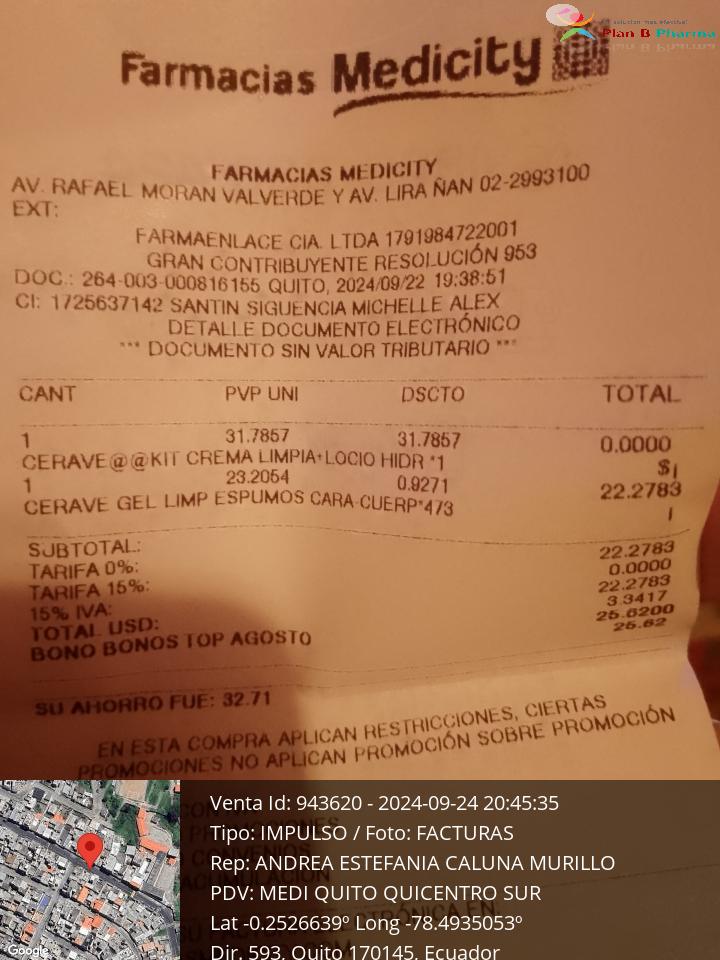 Plan B Pharma
Farmacias Medicity
FARMACIAS MEDICITY
AV. RAFAEL MORAN VALVERDE Y AV. LIRA ÑAN 02-2993100
EXT:
FARMAENLACE CIA. LTDA 1791984722001
GRAN CONTRIBUYENTE RESOLUCIÓN 953
DOC.: 264-003-000816155 QUITO, 2024/09/22 19:38:51
CI: 1725637142 SANTIN SIGUENCIA MICHELLE ALEX
DETALLE DOCUMENTO ELECTRÓNICO
*** DOCUMENTO SIN VALOR TRIBUTARIO ***
CANT PVP UNI DSCTO TOTAL
1 31.7857 31.7857 0.0000
CERAVE@@KIT CREMA LIMPIA+LOCIO HIDR *1 $¡
1 23.2054 0.9271 22.2783
CERAVE GEL LIMP ESPUMOS CARA-CUERP*473 ¡
SUBTOTAL: 22.2783
TARIFA 0%: 0.0000
TARIFA 15%: 22.2783
15% IVA: 3.3417
TOTAL USD: 25.6200
BONO BONOS TOP AGOSTO 25.62
SU AHORRO FUE: 32.71
EN ESTA COMPRA APLICAN RESTRICCIONES, CIERTAS
PROMOCIONES NO APLICAN PROMOCIÓN SOBRE PROMOCIÓN
Venta Id: 943620 - 2024-09-24 20:45:35
Tipo: IMPULSO / Foto: FACTURAS
Rep: ANDREA ESTEFANIA CALUNA MURILLO
PDV: MEDI QUITO QUICENTRO SUR
Lat -0.2526639º Long -78.4935053º
Dir. 593, Quito 170145, Ecuador
Google